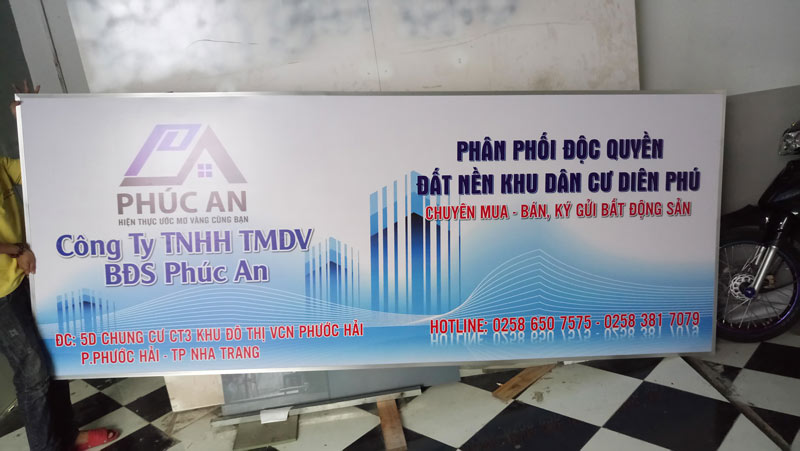 PHÚC AN
HIỆN THỰC ƯỚC MƠ VÀNG CÙNG BẠN
Công Ty TNHH TMDV
BĐS Phúc An
ĐC: 5D CHUNG CƯ CT3 KHU ĐÔ THỊ VCN PHƯỚC HẢI
P.PHƯỚC HẢI - TP NHA TRANG
PHÂN PHỐI ĐỘC QUYỀN
ĐẤT NỀN KHU DÂN CƯ DIÊN PHÚ
CHUYÊN MUA - BÁN, KÝ GỬI BẤT ĐỘNG SẢN
HOTLINE: 0258 650 7575 - 0258 381 7079